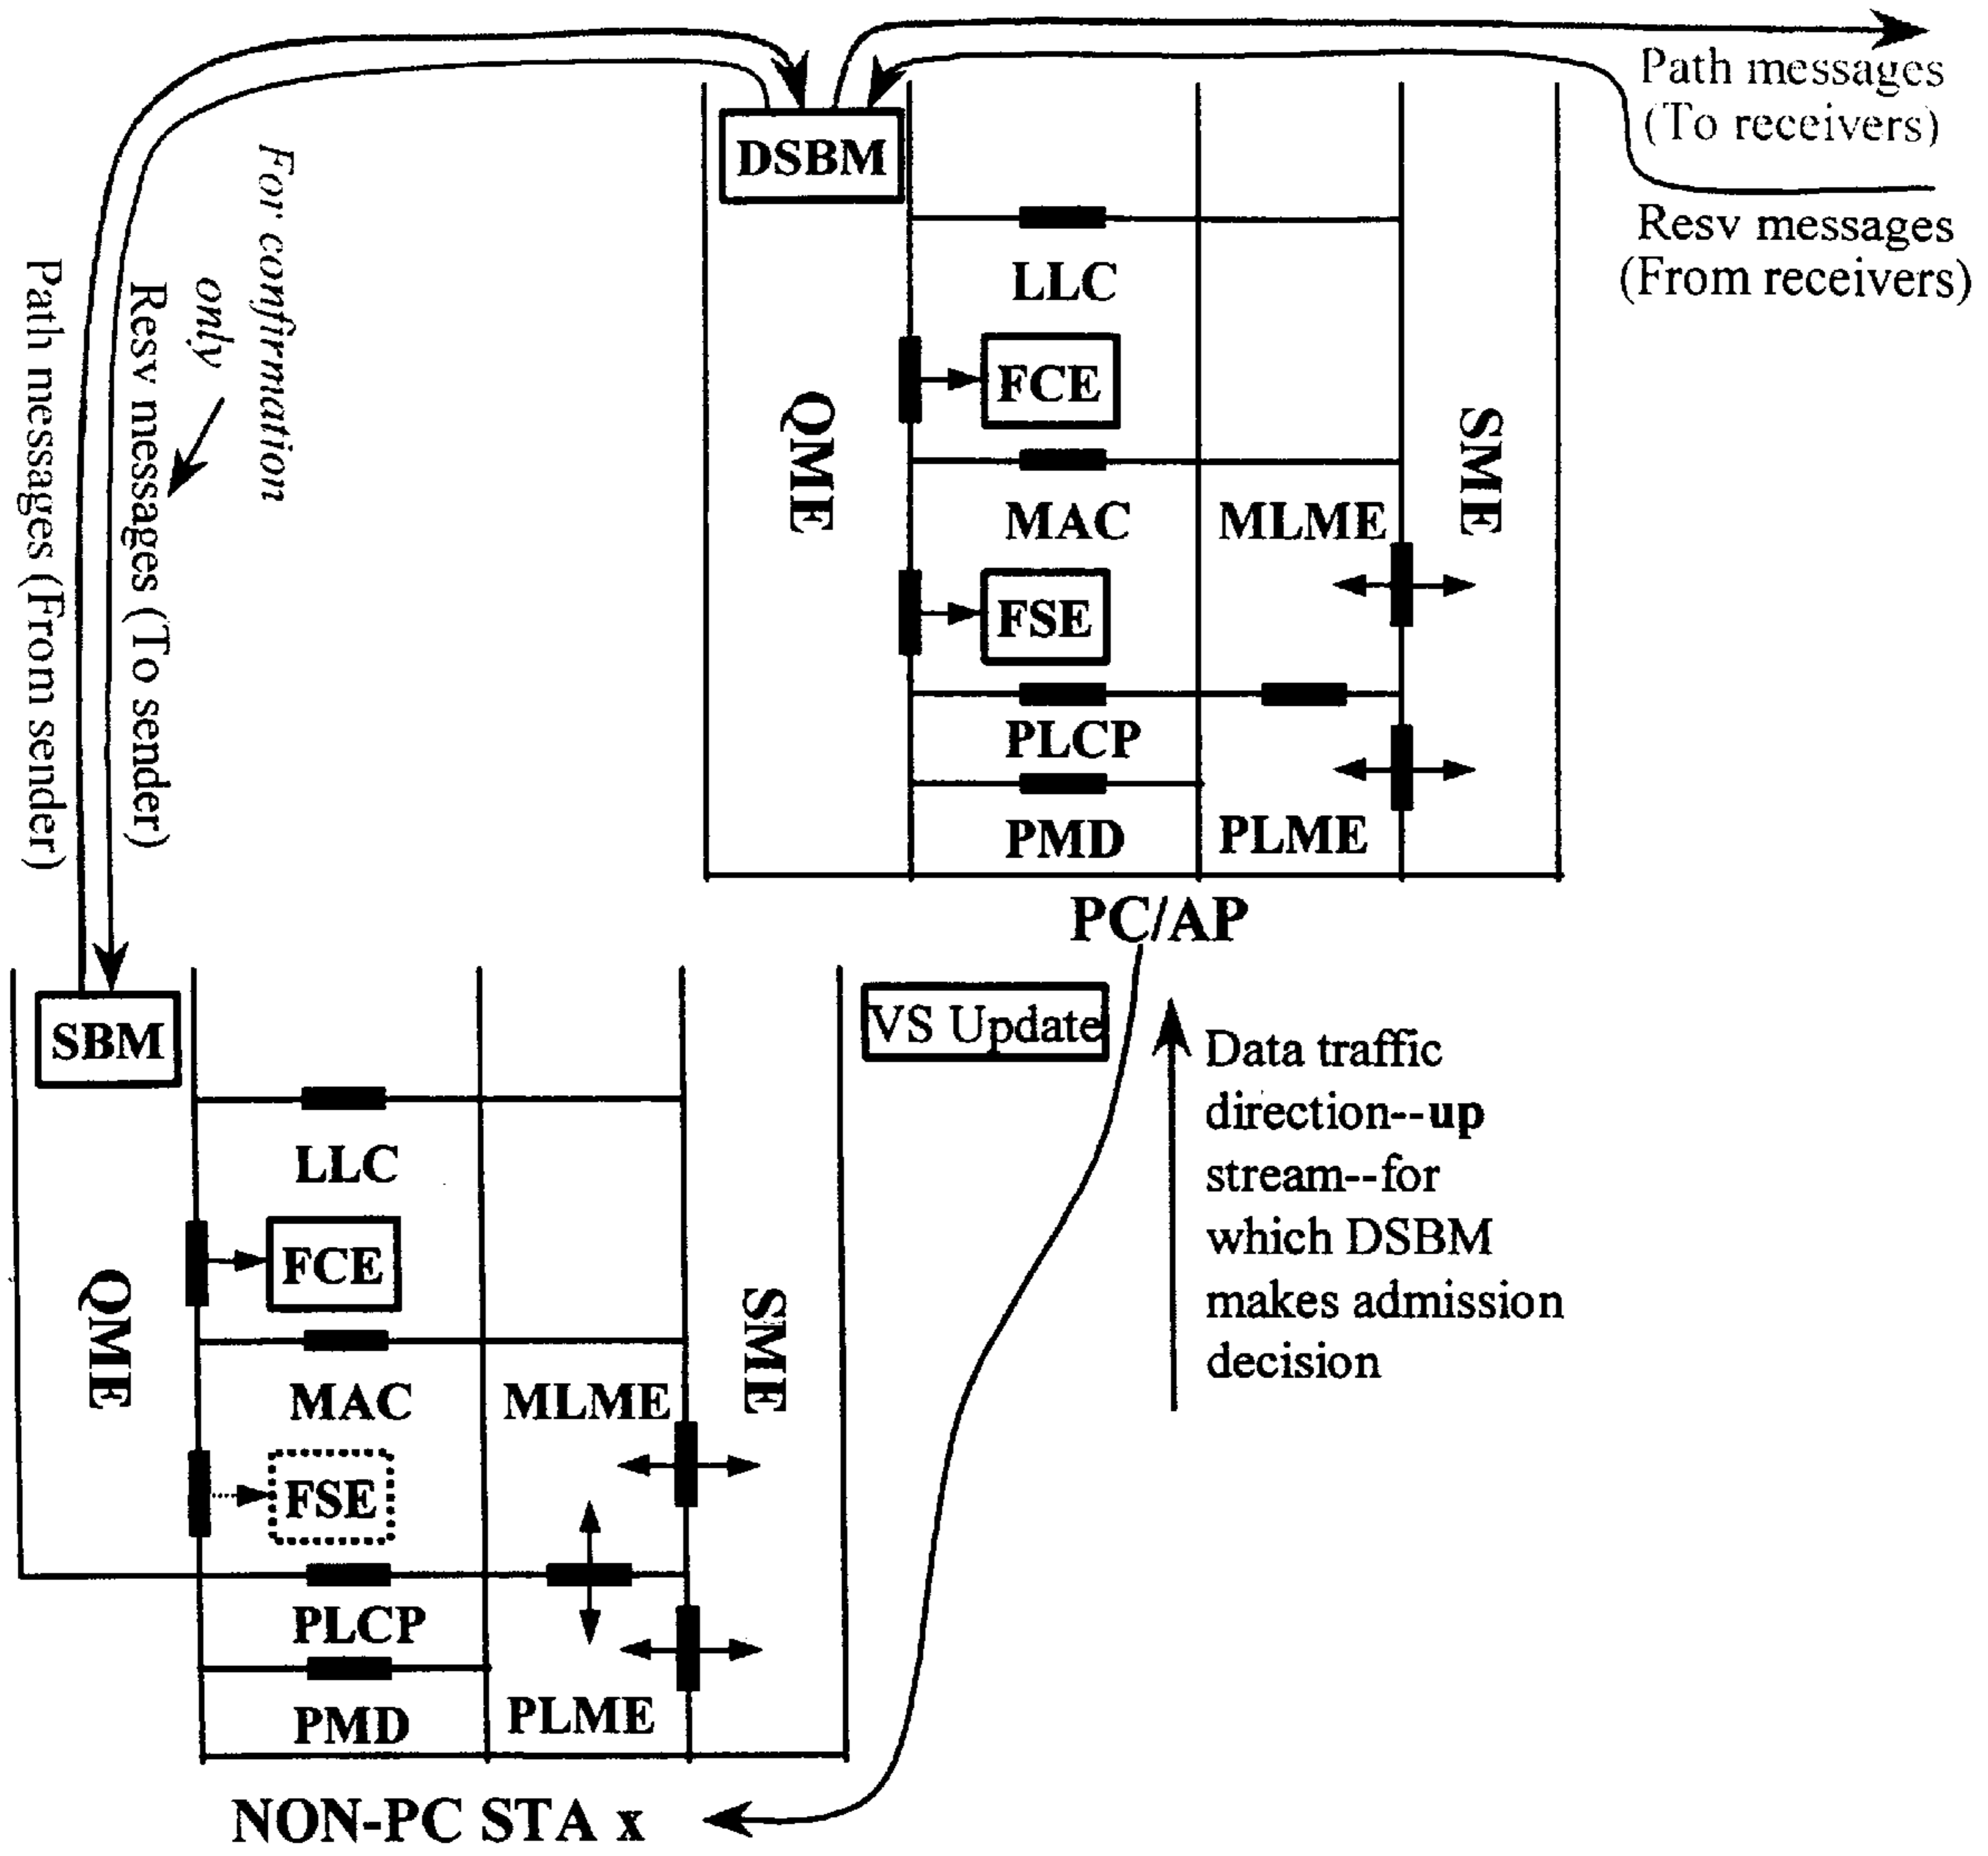 Path messages
(To receivers)
DSBM
Resv messages
(From receivers)
For confirmation
only
Resv messages (To sender)
Path messages (From sender)
LLC
FCE
QME
SME
MAC
MLME
FSE
PLCP
PMD
PLME
PC/AP
SBM
VS Update
Data traffic
direction--up
stream--for
which DSBM
makes admission
decision
LLC
FCE
QME
SME
MAC
MLME
FSE
PLCP
PMD
PLME
NON-PC STA x